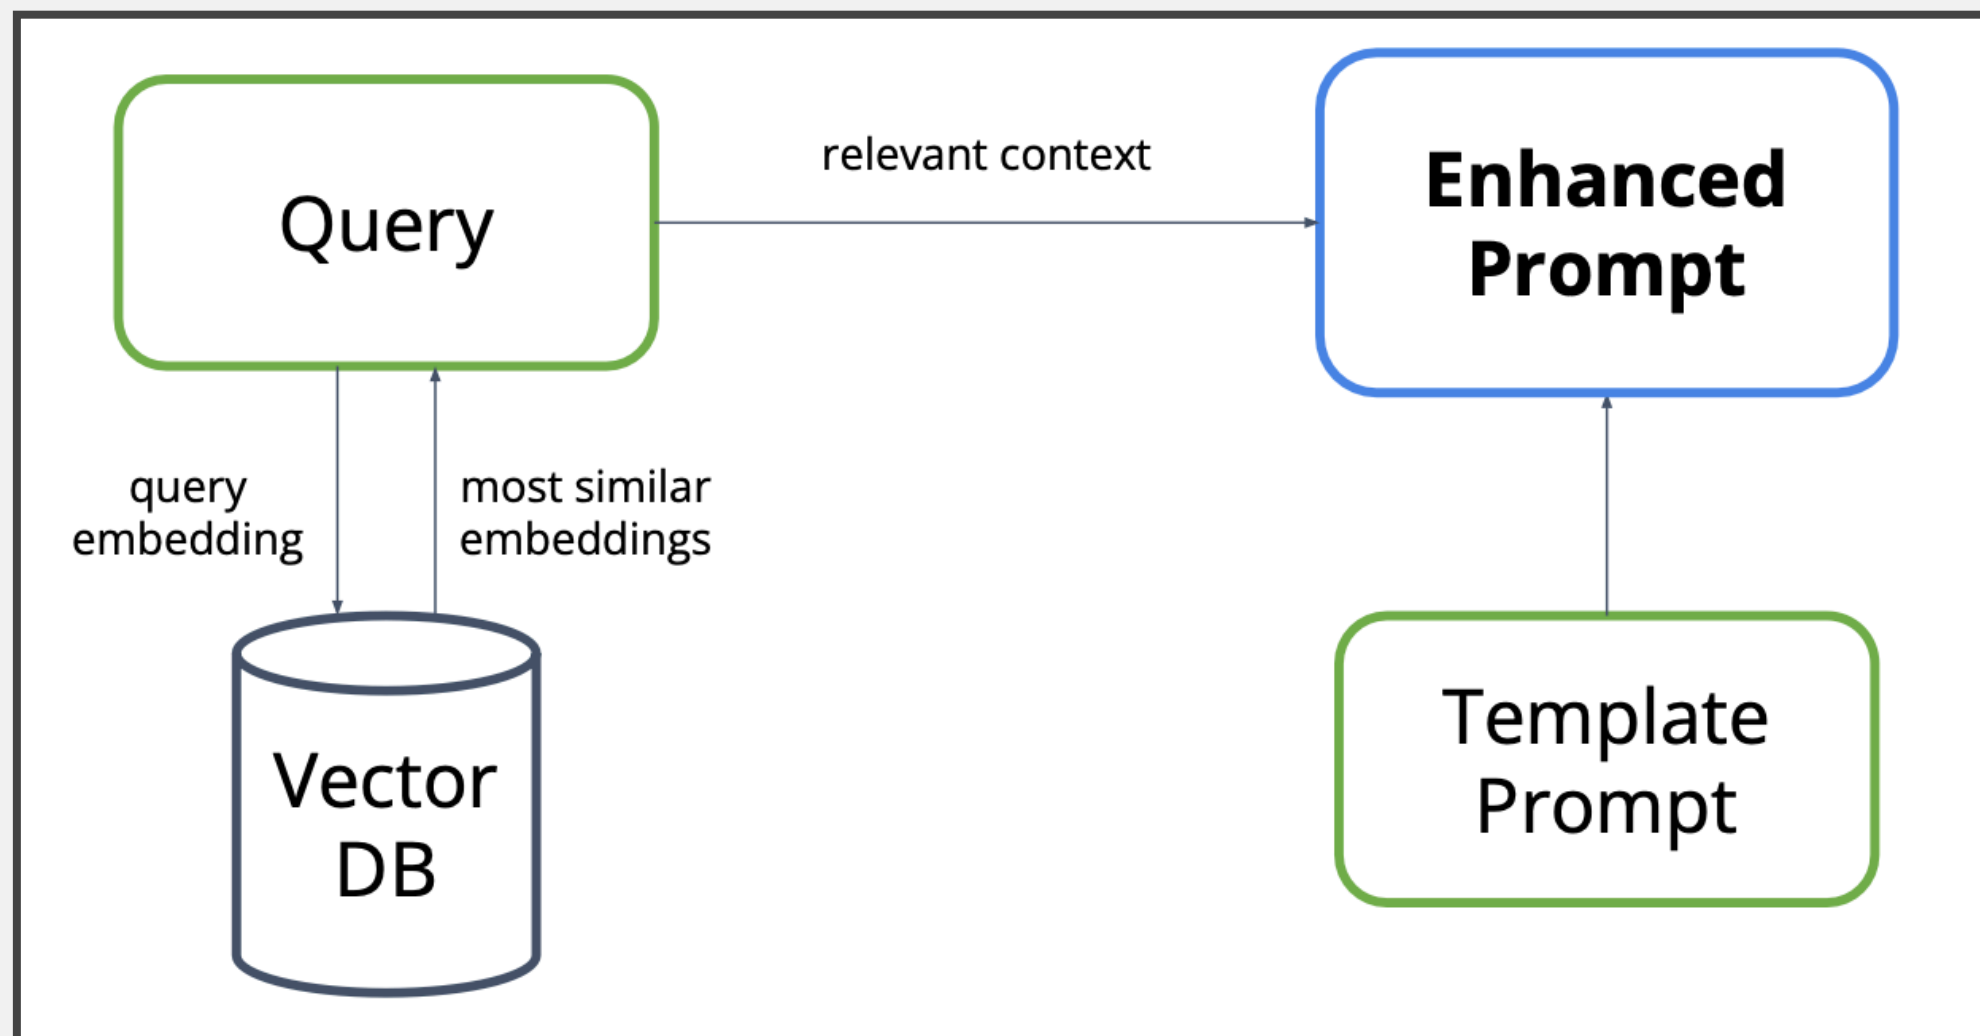 Query
relevant context
Enhanced
Prompt
query
embedding
most similar
embeddings
Vector
DB
Template
Prompt